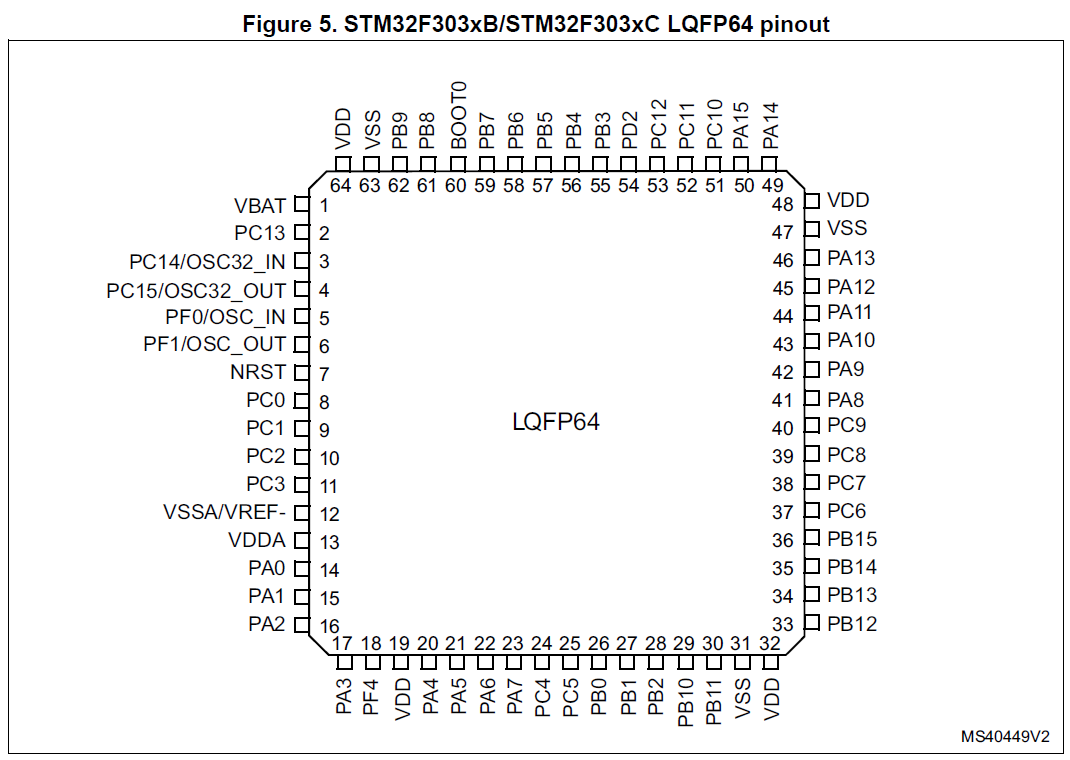 Figure 5. STM32F303xB/STM32F303xC LQFP64 pinout
VDD VSS PB9 PB8 BOOT0 PB7 PB6 PB5 PB4 PB3 PD2 PC12 PC11 PC10 PA15 PA14
64 63 62 61 60 59 58 57 56 55 54 53 52 51 50 49
VBAT 1 48 VDD
PC13 2 47 VSS
PC14/OSC32_IN 3 46 PA13
PC15/OSC32_OUT 4 45 PA12
PF0/OSC_IN 5 44 PA11
PF1/OSC_OUT 6 43 PA10
NRST 7 42 PA9
PC0 8 41 PA8
LQFP64
PC1 9 40 PC9
PC2 10 39 PC8
PC3 11 38 PC7
VSSA/VREF- 12 37 PC6
VDDA 13 36 PB15
PA0 14 35 PB14
PA1 15 34 PB13
PA2 16 33 PB12
17 18 19 20 21 22 23 24 25 26 27 28 29 30 31 32
PA3 PF4 VDD PA4 PA5 PA6 PA7 PC4 PC5 PB0 PB1 PB2 PB10 PB11 VSS VDD
MS40449V2